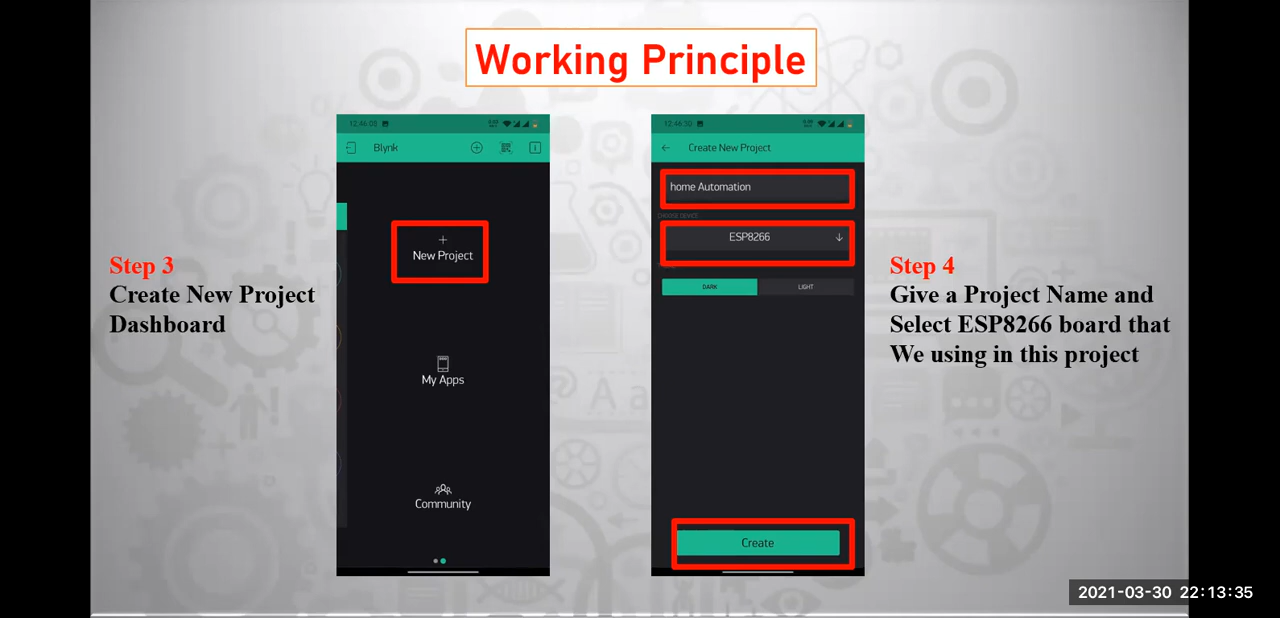 Working Principle
12:46:09
Blynk
+
New Project
My Apps
Community
Step 3
Create New Project
Dashboard
12:46:30
← Create New Project
home Automation
CHOOSE DEVICE
ESP8266 ↓
DARK LIGHT
Create
Step 4
Give a Project Name and
Select ESP8266 board that
We using in this project
2021-03-30 22:13:35